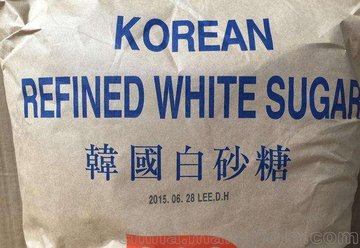 KOREAN
REFINED WHITE SUGAR
韓國白砂糖
2015. 06. 28 LEE.D.H